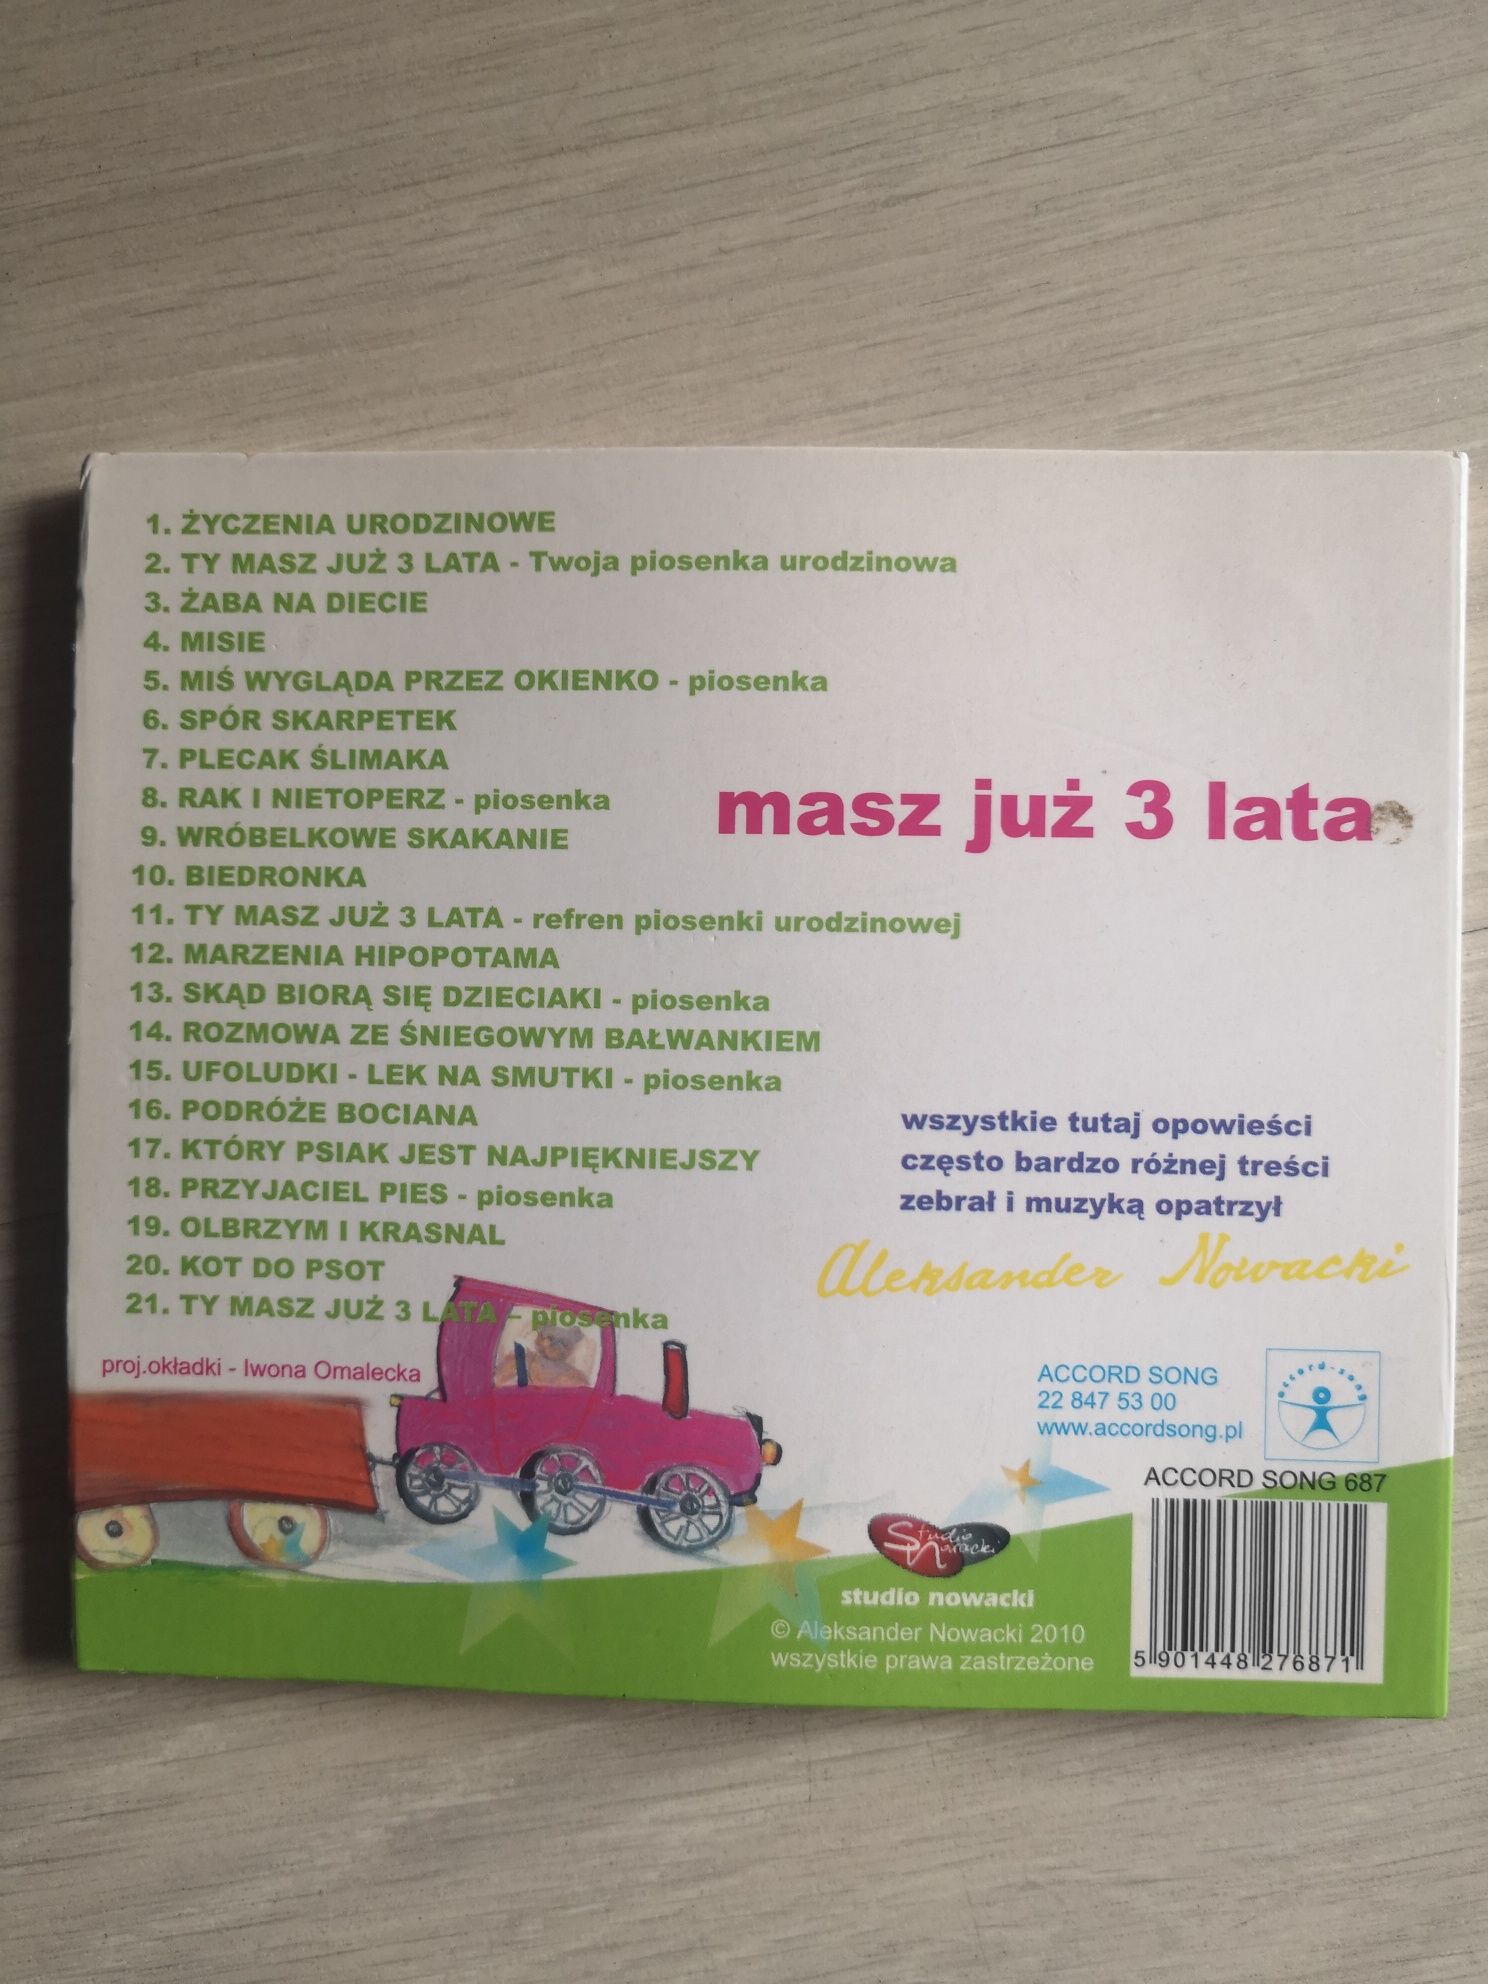 1. ŻYCZENIA URODZINOWE
2. TY MASZ JUŻ 3 LATA - Twoja piosenka urodzinowa
3. ŻABA NA DIECIE
4. MISIE
5. MIŚ WYGLĄDA PRZEZ OKIENKO - piosenka
6. SPÓR SKARPETEK
7. PLECAK ŚLIMAKA
8. RAK I NIETOPERZ - piosenka
9. WRÓBELKOWE SKAKANIE
10. BIEDRONKA
11. TY MASZ JUŻ 3 LATA - refren piosenki urodzinowej
12. MARZENIA HIPOPOTAMA
13. SKĄD BIORĄ SIĘ DZIECIAKI - piosenka
14. ROZMOWA ZE ŚNIEGOWYM BAŁWANKIEM
15. UFOLUDKI - LEK NA SMUTKI - piosenka
16. PODRÓŻE BOCIANA
17. KTÓRY PSIAK JEST NAJPIĘKNIEJSZY
18. PRZYJACIEL PIES - piosenka
19. OLBRZYM I KRASNAL
20. KOT DO PSOT
21. TY MASZ JUŻ 3 LATA – piosenka
masz już 3 lata
wszystkie tutaj opowieści
często bardzo różnej treści
zebrał i muzyką opatrzył
Aleksander Nowacki
proj.okładki - Iwona Omalecka
ACCORD SONG
22 847 53 00
www.accordsong.pl
accord-song
ACCORD SONG 687
Studio Nowacki
studio nowacki
© Aleksander Nowacki 2010
wszystkie prawa zastrzeżone
5 901448 276871